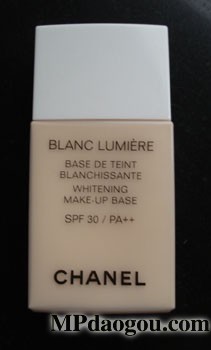 BLANC LUMIÈRE
BASE DE TEINT
BLANCHISSANTE
WHITENING
MAKE-UP BASE
SPF 30 / PA++
CHANEL
MPdaogou.com